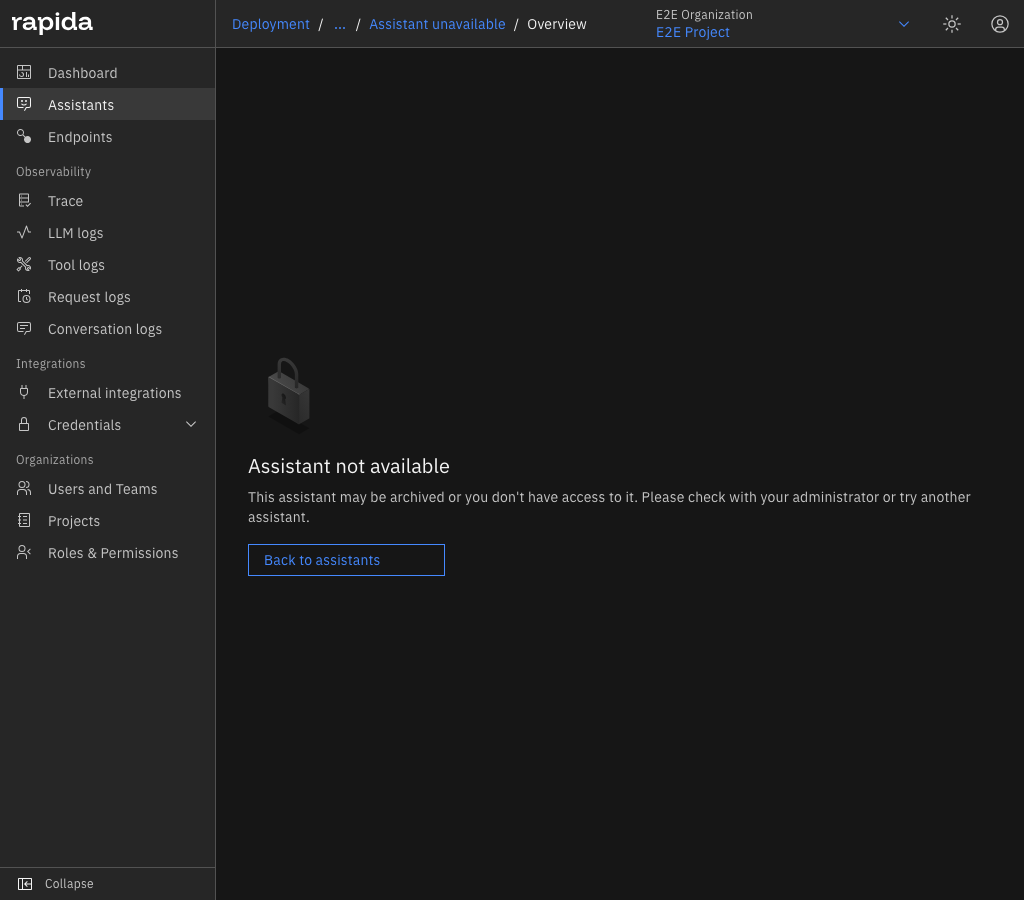 rapida
Deployment / ... / Assistant unavailable / Overview
E2E Organization
E2E Project
Dashboard
Assistants
Endpoints
Observability
Trace
LLM logs
Tool logs
Request logs
Conversation logs
Integrations
External integrations
Credentials
Organizations
Users and Teams
Projects
Roles & Permissions
Collapse
Assistant not available
This assistant may be archived or you don't have access to it. Please check with your administrator or try another
assistant.
Back to assistants